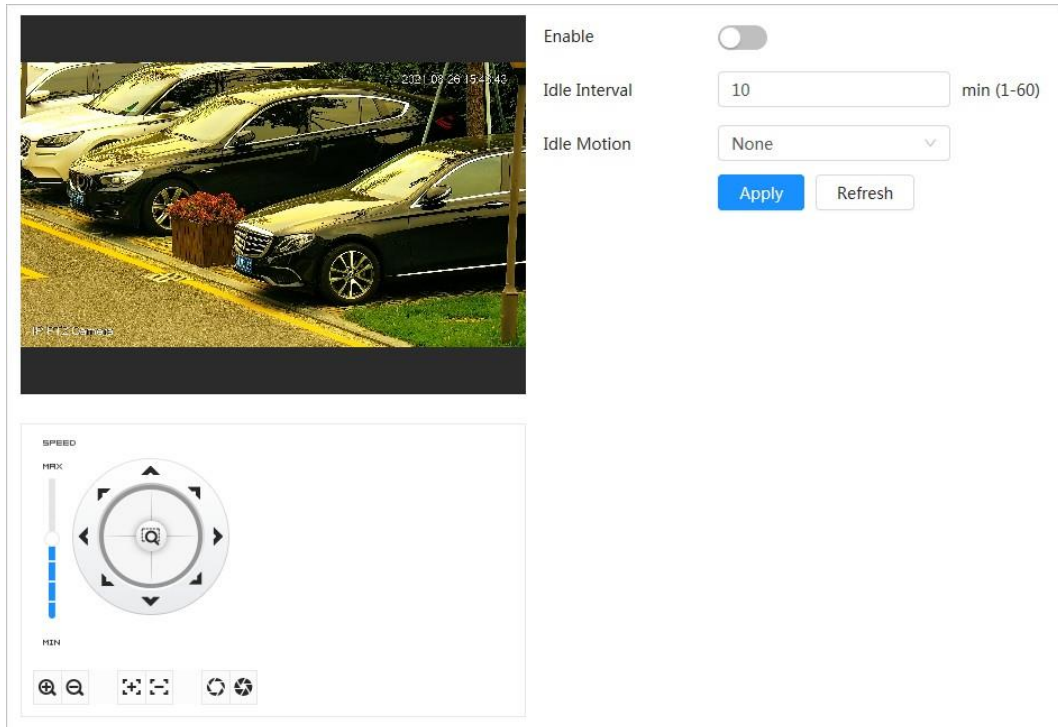 Enable
Idle Interval
10
min (1-60)
Idle Motion
None
Apply
Refresh
2021-08-26 15:43:43
IP PTZ Camera
SPEED
MAX
MIN